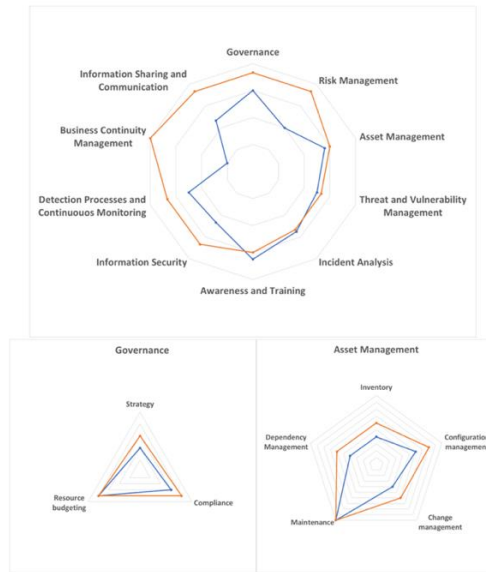 Governance
Information Sharing and
Communication
Risk Management
Business Continuity
Management
Asset Management
Detection Processes and
Continuuous Monitoring
Threat and Vulnerability
Management
Information Security
Incident Analysis
Awareness and Training
Governance
Strategy
Resource
budgeting
Compliance
Asset Management
Inventory
Dependency
Management
Configuration
management
Maintenance
Change
management